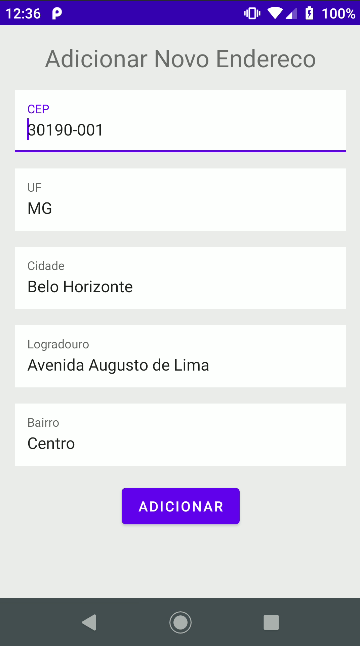 12:36 100%
Adicionar Novo Endereco
CEP
30190-001
UF
MG
Cidade
Belo Horizonte
Logradouro
Avenida Augusto de Lima
Bairro
Centro
ADICIONAR